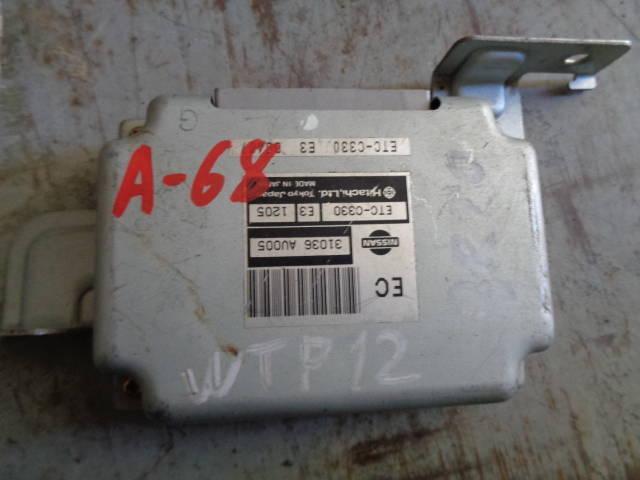 A-68
WTP12
EC
NISSAN
31036 AU005
ETC-C330 E3 1205
Hitachi, Ltd. Tokyo Japan
MADE IN JAPAN
ETC-C330 E3
G